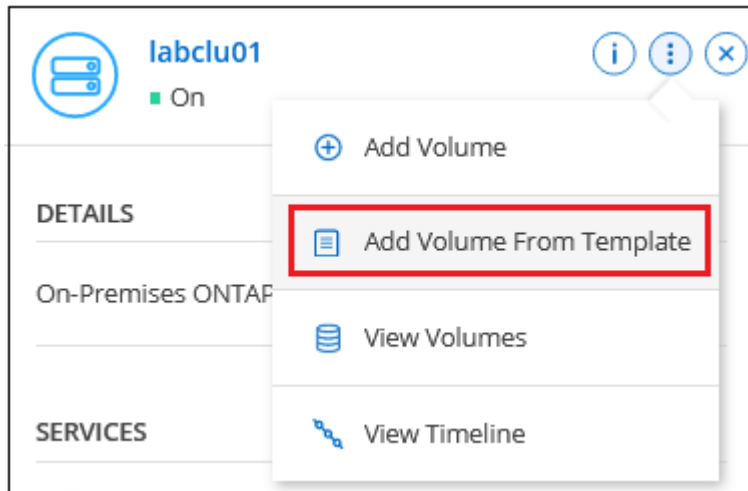 labclu01
On
Add Volume
DETAILS
Add Volume From Template
On-Premises ONTAP
View Volumes
SERVICES
View Timeline